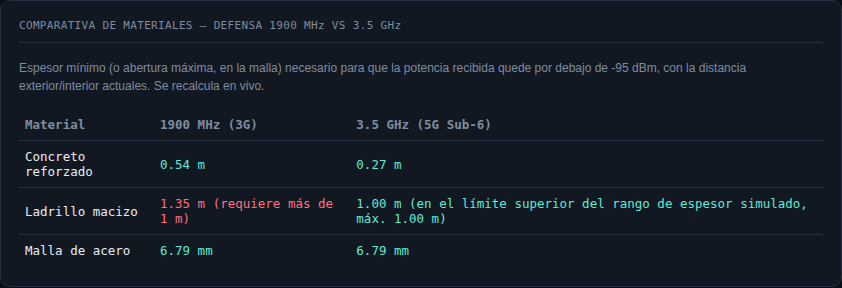 COMPARATIVA DE MATERIALES — DEFENSA 1900 MHz VS 3.5 GHz
Espesor mínimo (o abertura máxima, en la malla) necesario para que la potencia recibida quede por debajo de -95 dBm, con la distancia
exterior/interior actuales. Se recalcula en vivo.
Material 1900 MHz (3G) 3.5 GHz (5G Sub-6)
Concreto
reforzado 0.54 m 0.27 m
Ladrillo macizo 1.35 m (requiere más de
1 m) 1.00 m (en el límite superior del rango de espesor simulado,
máx. 1.00 m)
Malla de acero 6.79 mm 6.79 mm